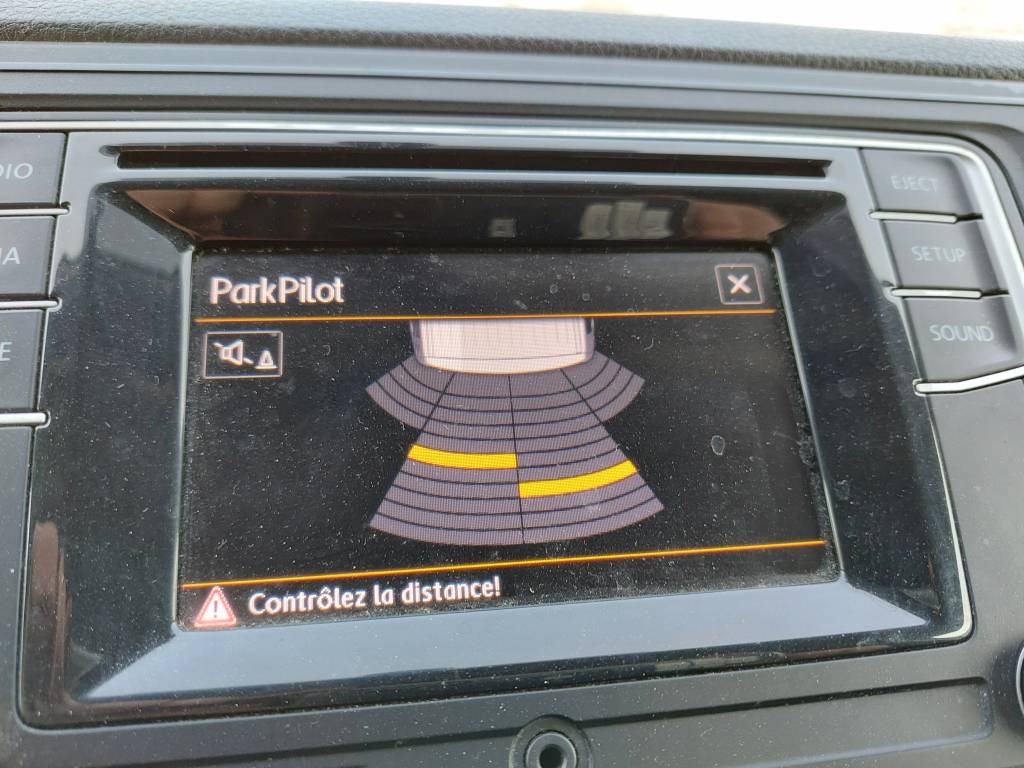 EJECT
SETUP
SOUND
ParkPilot
Contrôlez la distance!